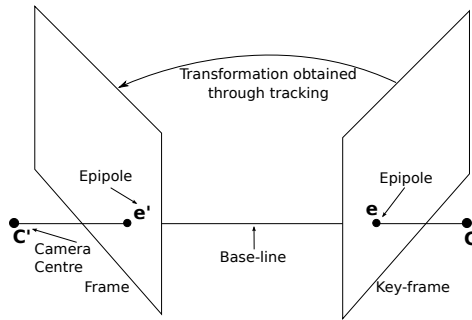 Transformation obtained
through tracking
Epipole
e'
C'
Camera
Centre
Frame
Base-line
Epipole
e
C
Key-frame